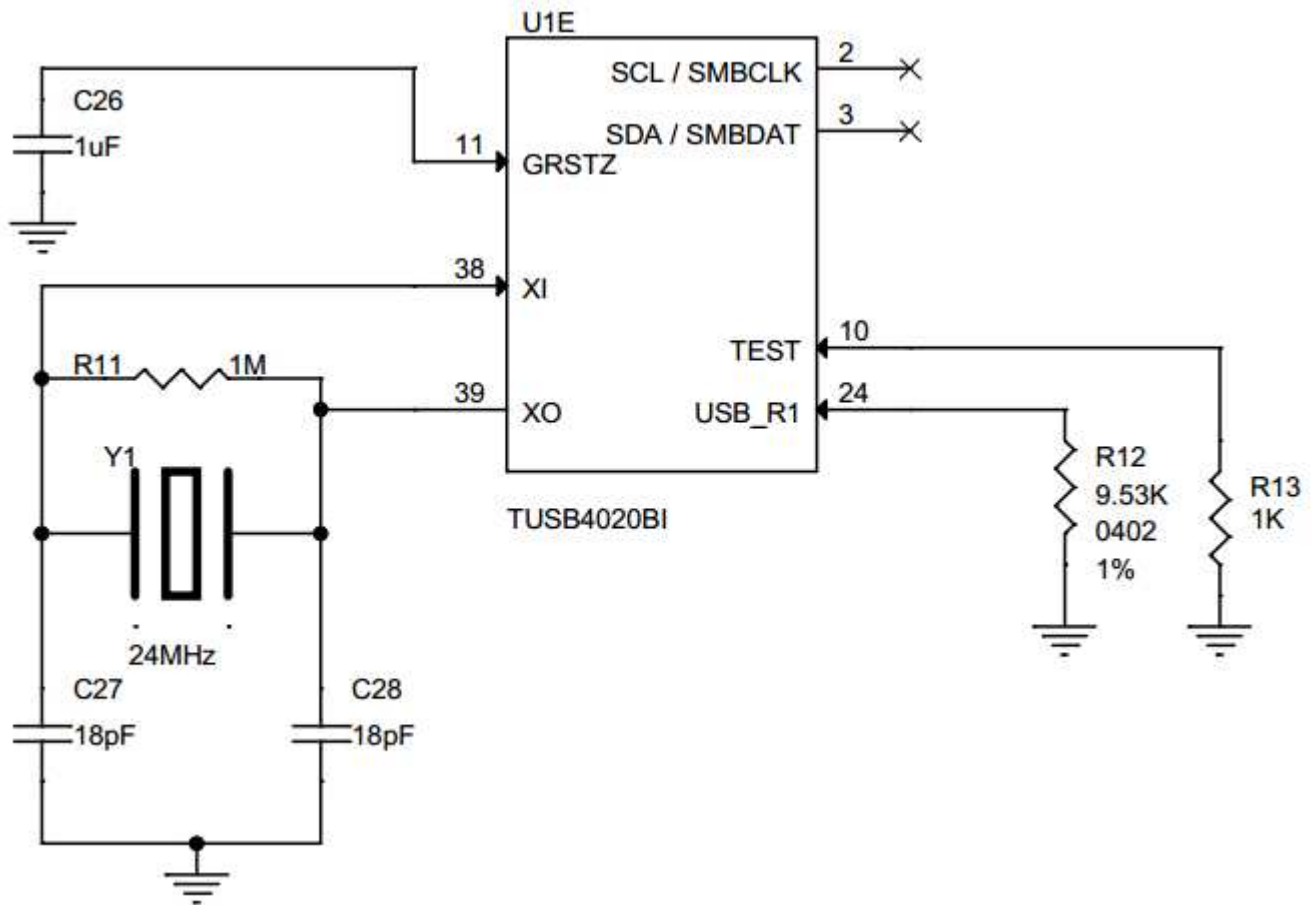 U1E
2
SCL / SMBCLK
C26
3
1uF
SDA / SMBDAT
11
GRSTZ
38
XI
10
R11
1M
TEST
39
24
XO
USB_R1
Y1
R12
9.53K
0402
1%
R13
1K
TUSB4020BI
24MHz
C27
18pF
C28
18pF